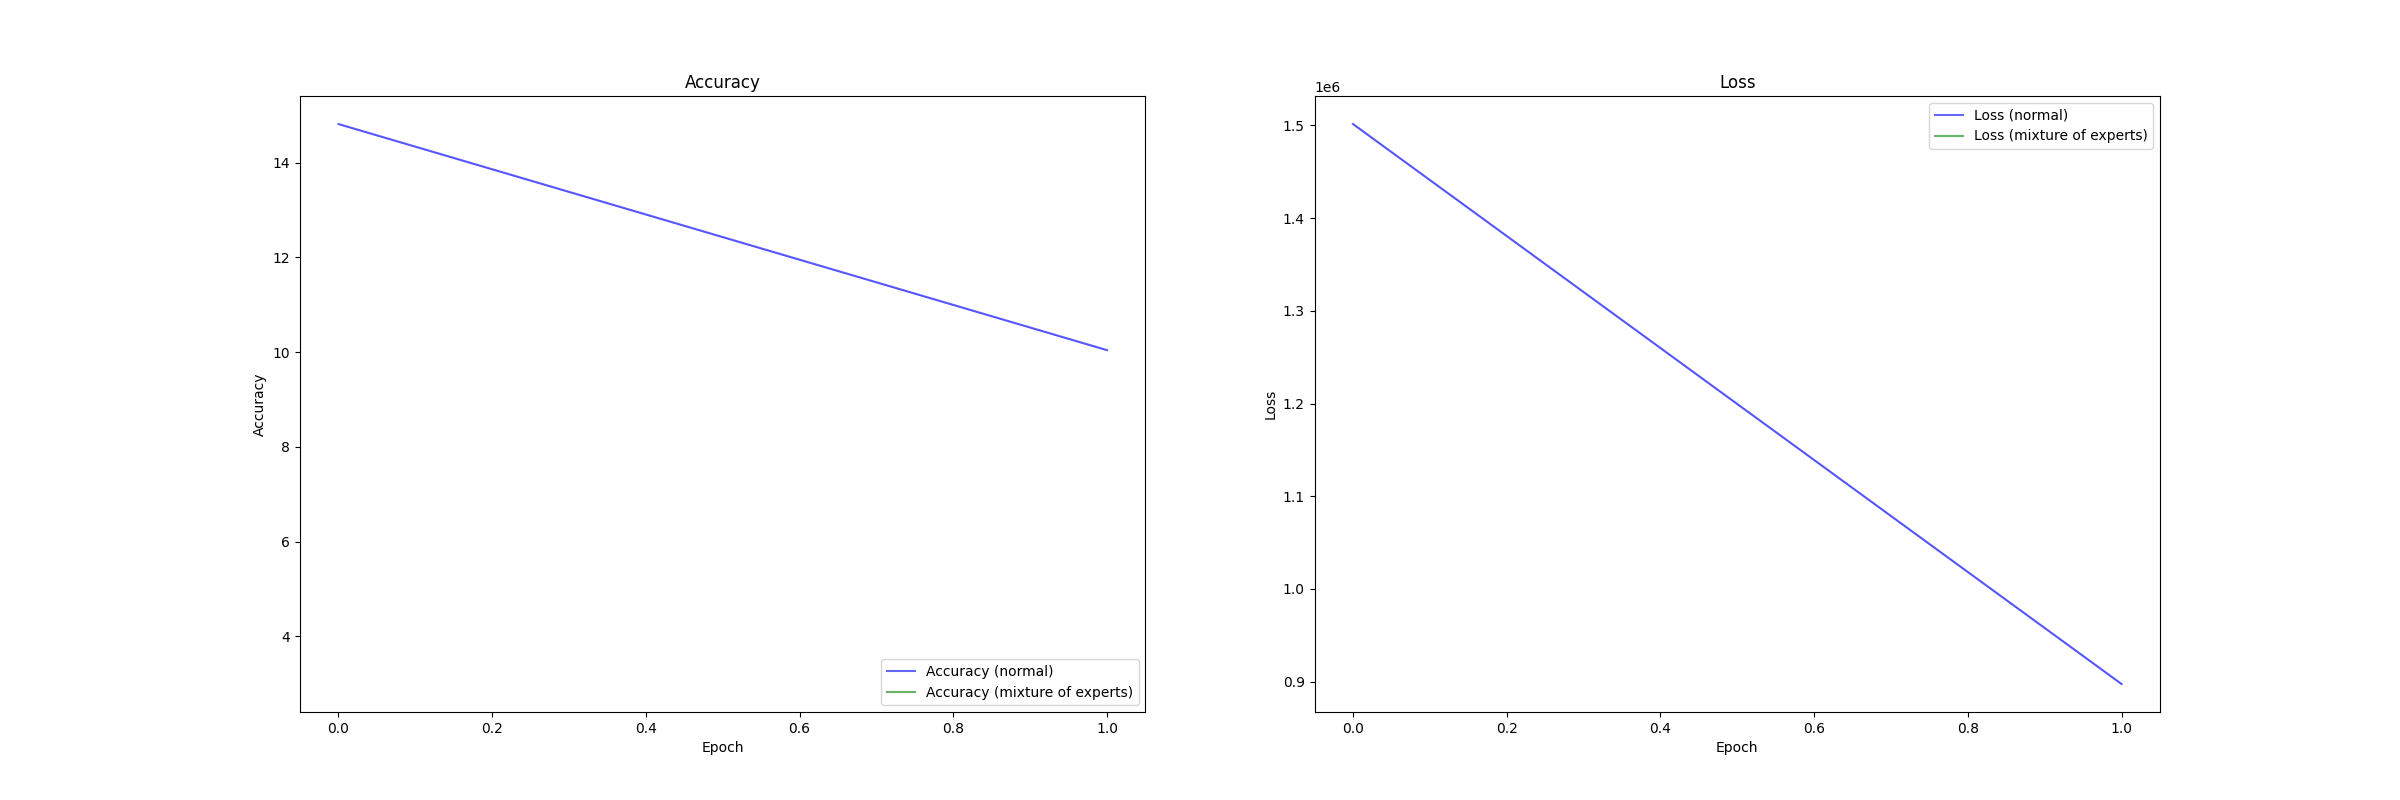 Accuracy
14
12
10
8
6
4
Accuracy
Accuracy (normal)
Accuracy (mixture of experts)
0.0 0.2 0.4 0.6 0.8 1.0
Epoch
Loss
1e6
1.5
1.4
1.3
1.2
1.1
1.0
0.9
Loss
Loss (normal)
Loss (mixture of experts)
0.0 0.2 0.4 0.6 0.8 1.0
Epoch